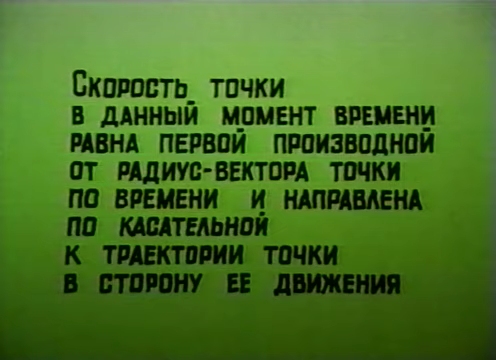 Скорость точки
в данный момент времени
равна первой производной
от радиус-вектора точки
по времени и направлена
по касательной
к траектории точки
в сторону ее движения